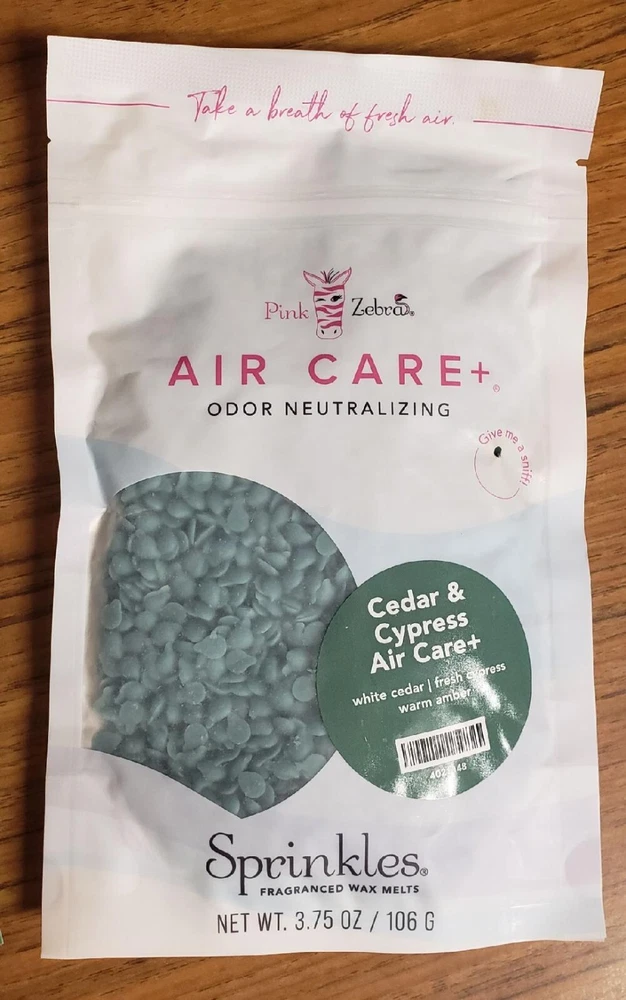 Take a breath of fresh air.
Pink Zebra®
AIR CARE+®
ODOR NEUTRALIZING
Give me a sniff!
Cedar &
Cypress
Air Care+
white cedar | fresh cypress
warm amber
Sprinkles®
FRAGRANCED WAX MELTS
NET WT. 3.75 OZ / 106 G